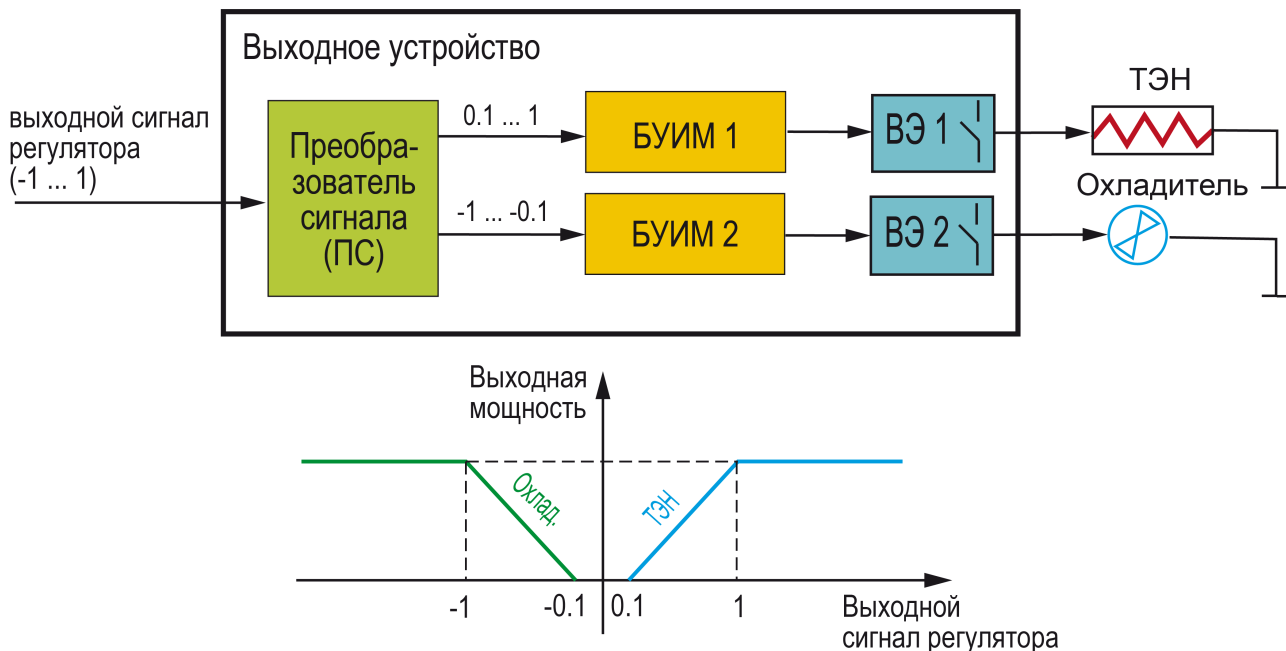 Выходное устройство
выходной сигнал
регулятора
(-1 ... 1)
Преобра-
зователь
сигнала
(ПС)
0.1 ... 1
-1 ... -0.1
БУИМ 1
БУИМ 2
ВЭ 1
ВЭ 2
ТЭН
Охладитель
Выходная
мощность
Охлад.
ТЭН
-1
-0.1
0.1
1
Выходной
сигнал регулятора